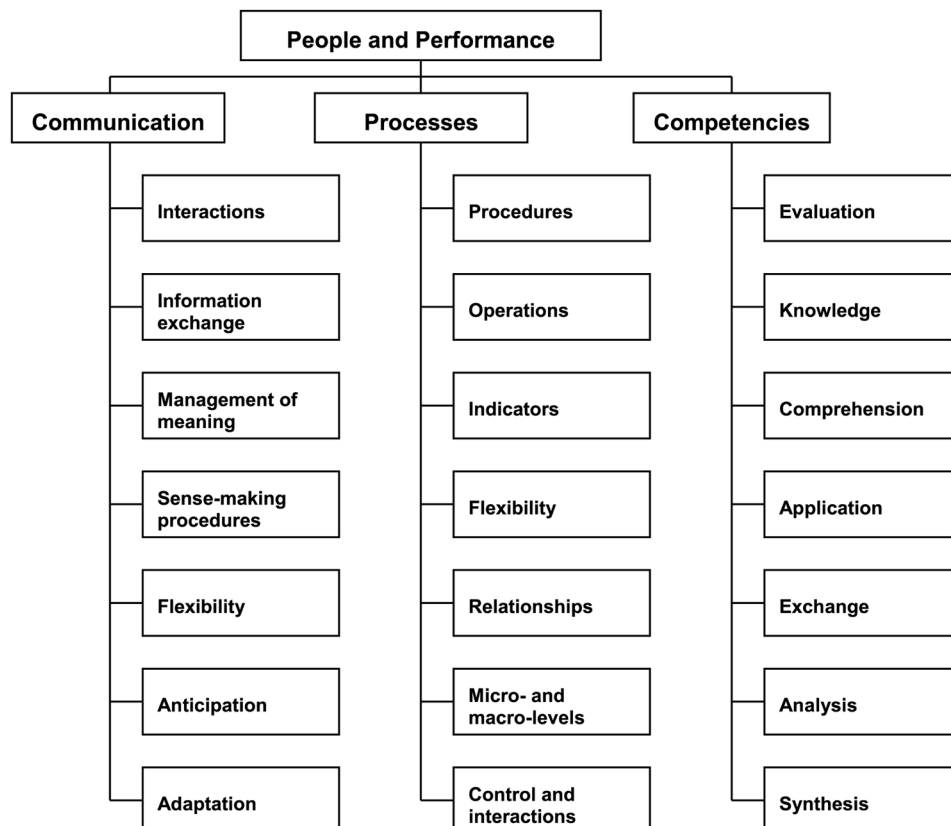 People and Performance
Communication
Processes
Competencies
Interactions
Procedures
Evaluation
Information
exchange
Operations
Knowledge
Management of
meaning
Indicators
Comprehension
Sense-making
procedures
Flexibility
Application
Flexibility
Relationships
Exchange
Anticipation
Micro- and
macro-levels
Analysis
Adaptation
Control and
interactions
Synthesis